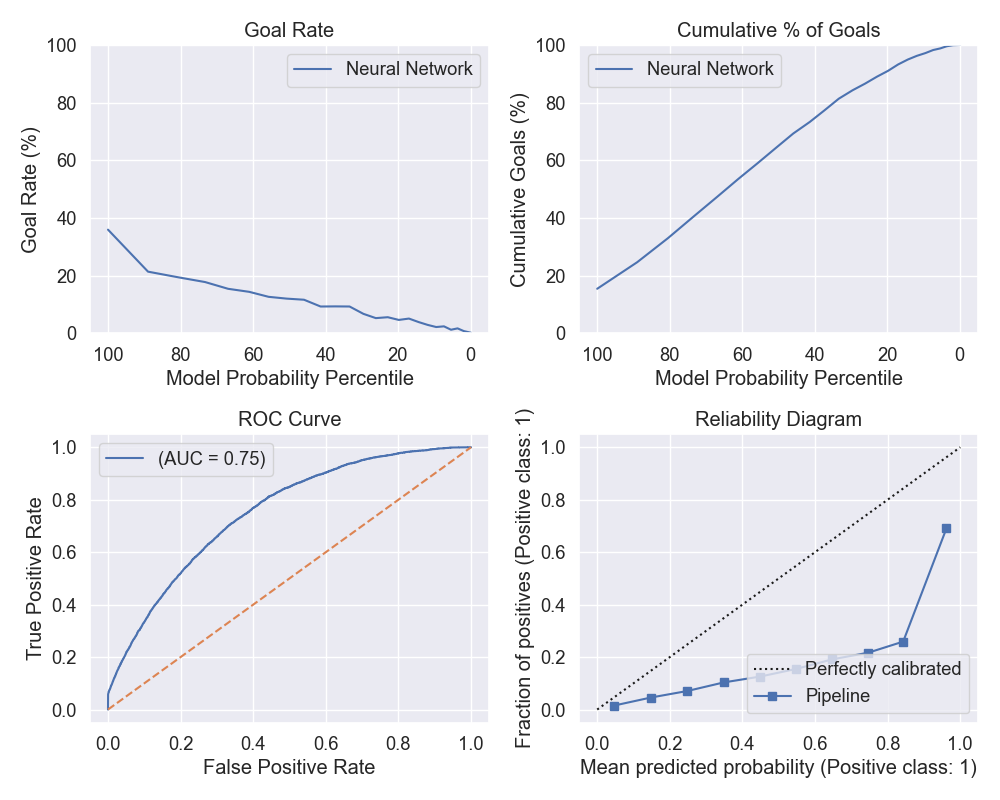 Goal Rate
Neural Network
Goal Rate (%)
100
80
60
40
20
0
100 80 60 40 20 0
Model Probability Percentile
Cumulative % of Goals
Neural Network
Cumulative Goals (%)
100
80
60
40
20
0
100 80 60 40 20 0
Model Probability Percentile
ROC Curve
(AUC = 0.75)
True Positive Rate
1.0
0.8
0.6
0.4
0.2
0.0
0.0 0.2 0.4 0.6 0.8 1.0
False Positive Rate
Reliability Diagram
Fraction of positives (Positive class: 1)
1.0
0.8
0.6
0.4
0.2
0.0
Perfectly calibrated
Pipeline
0.0 0.2 0.4 0.6 0.8 1.0
Mean predicted probability (Positive class: 1)